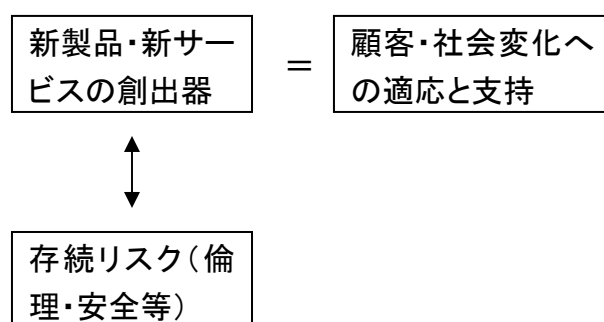 新製品・新サー
ビスの創出器
＝
顧客・社会変化へ
の適応と支持
存続リスク（倫
理・安全等）